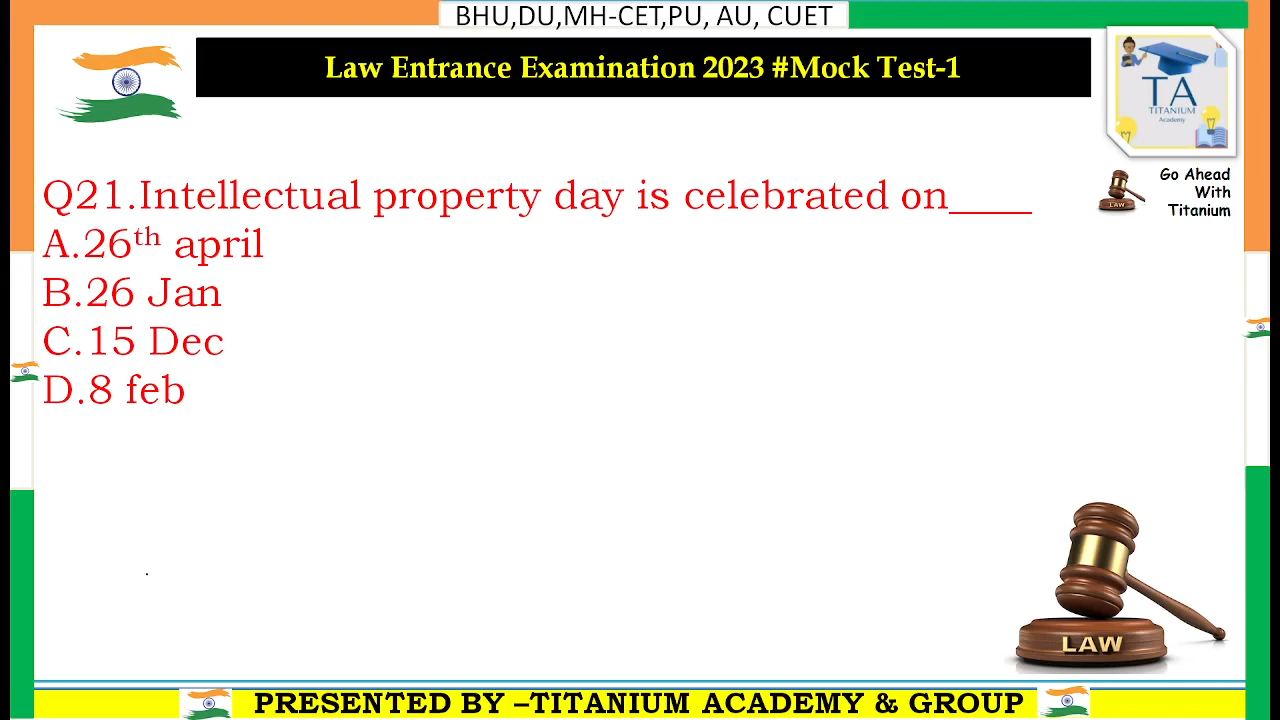 BHU,DU,MH-CET,PU, AU, CUET
Law Entrance Examination 2023 #Mock Test-1
TA
TITANIUM
Academy
Go Ahead
With
Titanium
LAW
Q21.Intellectual property day is celebrated on____
A.26th april
B.26 Jan
C.15 Dec
D.8 feb
LAW
PRESENTED BY –TITANIUM ACADEMY & GROUP